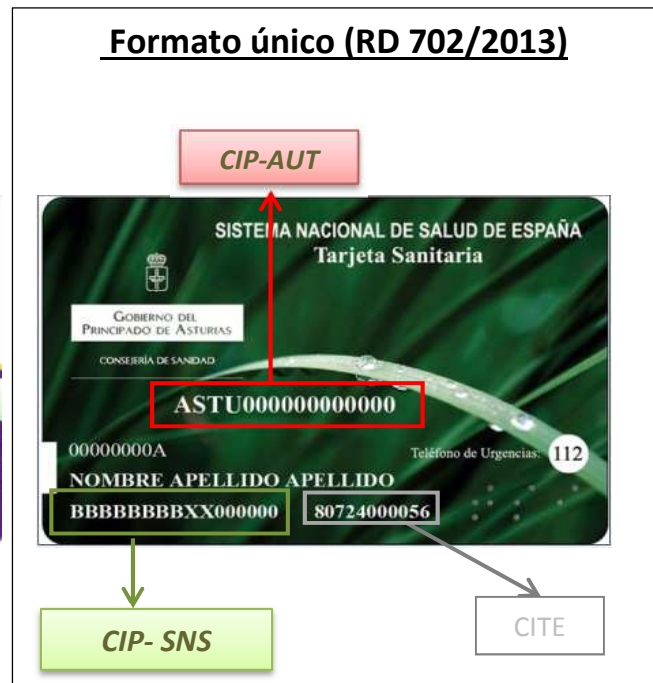 Formato único (RD 702/2013)
CIP-AUT
SISTEMA NACIONAL DE SALUD DE ESPAÑA
Tarjeta Sanitaria
GOBIERNO DEL
PRINCIPADO DE ASTURIAS
CONSEJERÍA DE SANIDAD
ASTU000000000000
00000000A
Teléfono de Urgencias: 112
NOMBRE APELLIDO APELLIDO
BBBBBBBBXX000000 80724000056
CIP- SNS
CITE